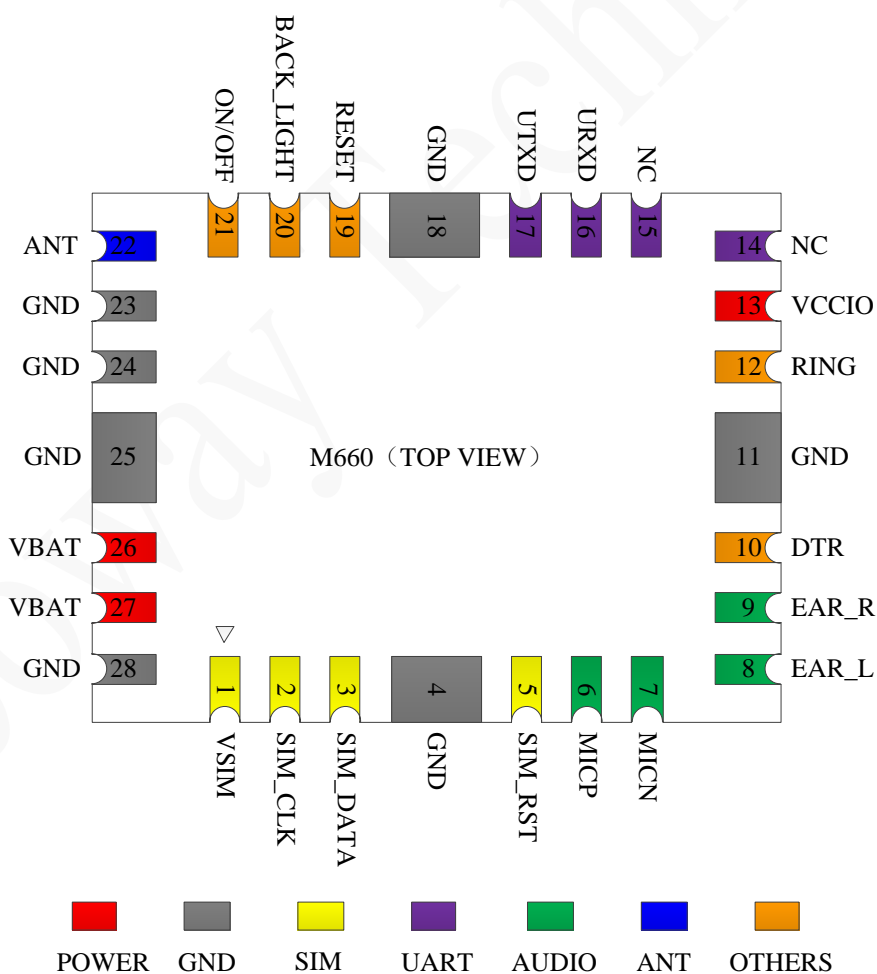 BACK_LIGHT
ON/OFF
RESET
GND
UTXD
URXD
NC
21
20
19
18
17
16
15
ANT 22
14 NC
GND 23
13 VCCIO
GND 24
12 RING
GND 25
M660（TOP VIEW）
11 GND
VBAT 26
10 DTR
VBAT 27
9 EAR_R
GND 28
8 EAR_L
1
2
3
4
5
6
7
VSIM
SIM_CLK
SIM_DATA
GND
SIM_RST
MICP
MICN
POWER GND SIM UART AUDIO ANT OTHERS